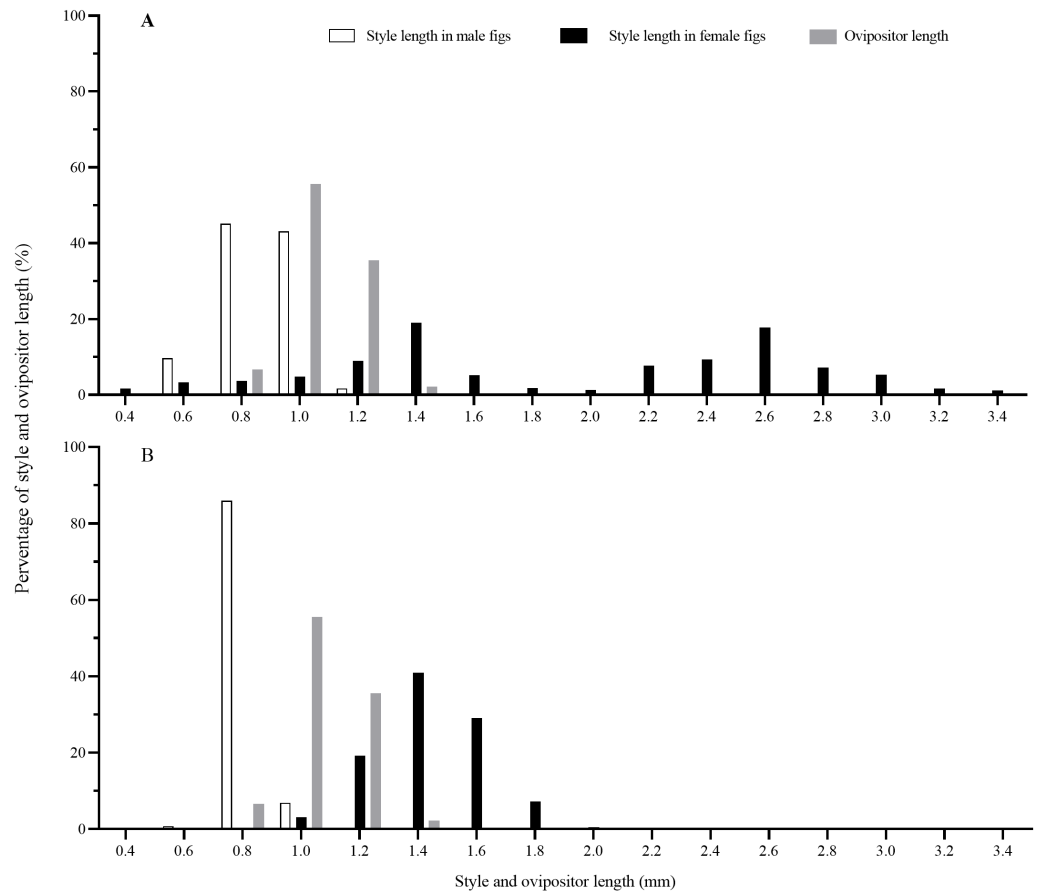 A
Style length in male figs Style length in female figs Ovipositor length
100
80
60
40
20
0
0.4 0.6 0.8 1.0 1.2 1.4 1.6 1.8 2.0 2.2 2.4 2.6 2.8 3.0 3.2 3.4
Perventage of style and ovipositor length (%)
B
100
80
60
40
20
0
0.4 0.6 0.8 1.0 1.2 1.4 1.6 1.8 2.0 2.2 2.4 2.6 2.8 3.0 3.2 3.4
Style and ovipositor length (mm)